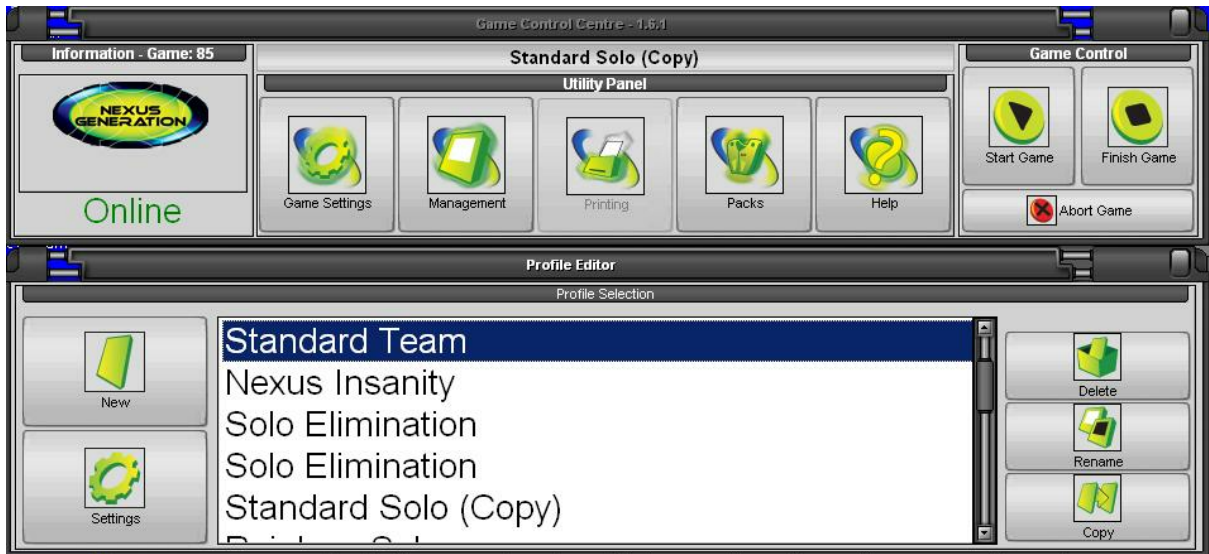 Game Control Centre - 1.6.1
Information - Game: 85
Standard Solo (Copy)
Game Control
Utility Panel
NEXUS
GENERATION
Online
Game Settings
Management
Printing
Packs
Help
Start Game
Finish Game
Abort Game
Profile Editor
Profile Selection
New
Settings
Standard Team
Nexus Insanity
Solo Elimination
Solo Elimination
Standard Solo (Copy)
Delete
Rename
Copy